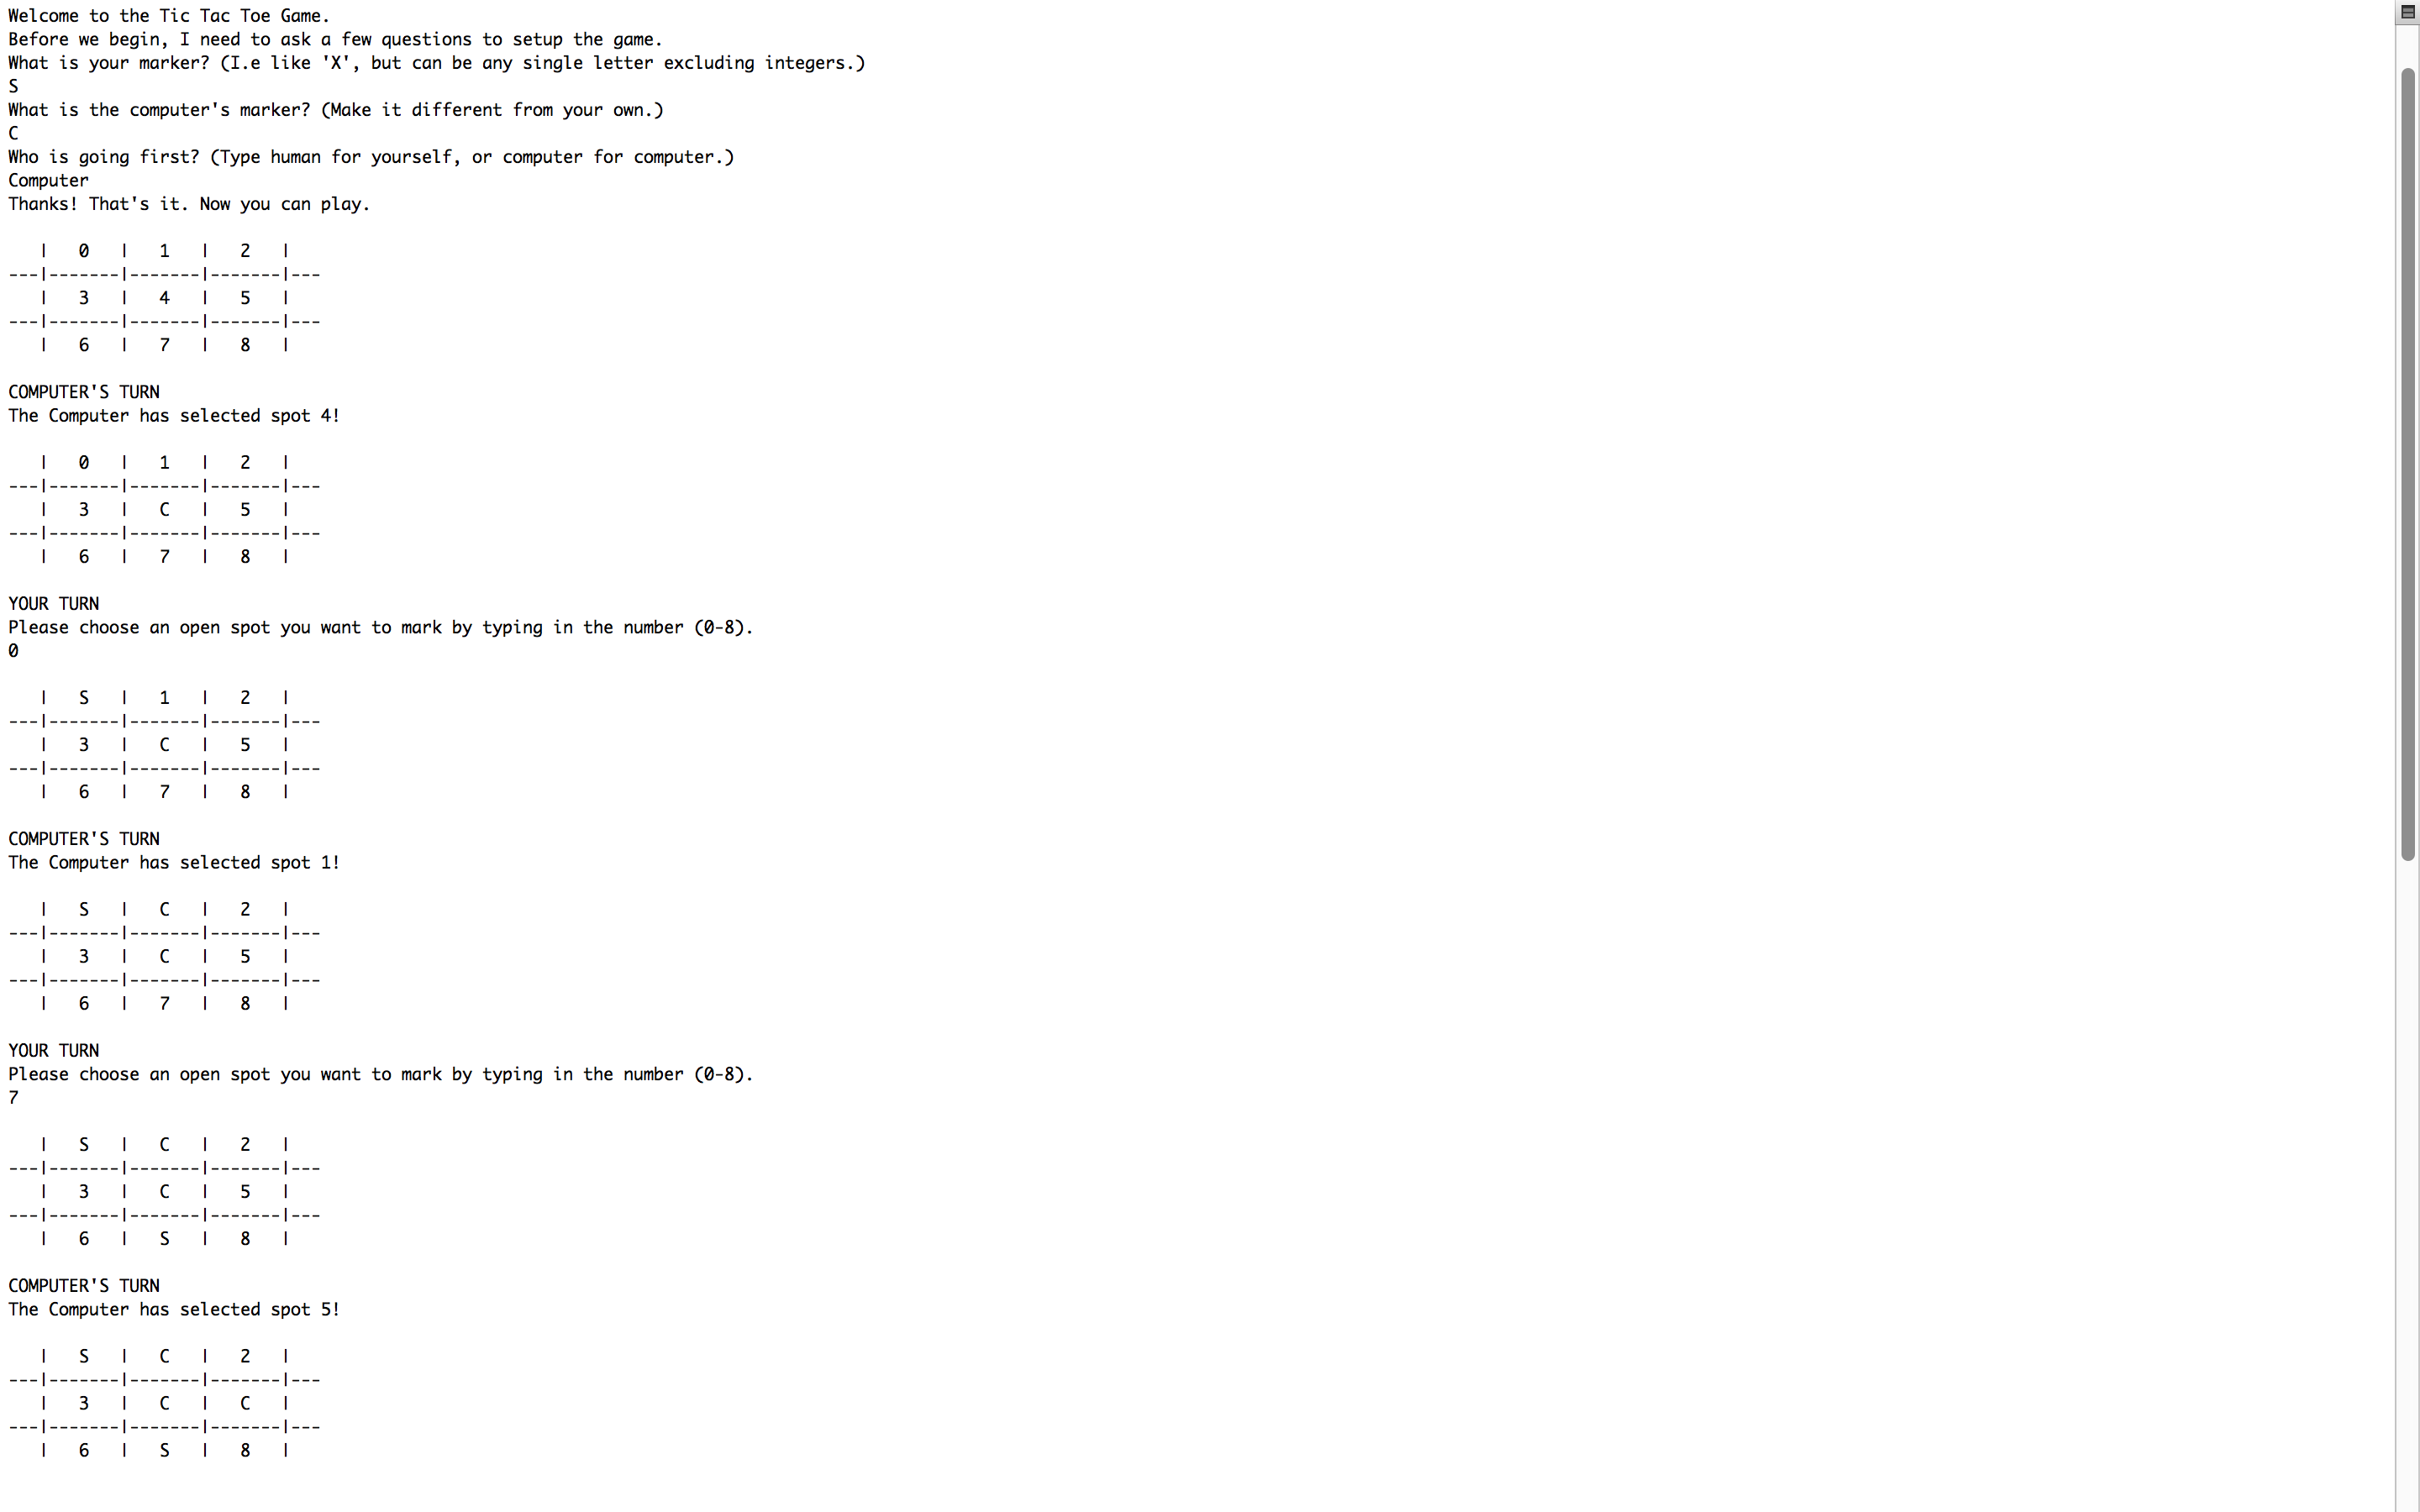 Welcome to the Tic Tac Toe Game.
Before we begin, I need to ask a few questions to setup the game.
What is your marker? (I.e like 'X', but can be any single letter excluding integers.)
S
What is the computer's marker? (Make it different from your own.)
C
Who is going first? (Type human for yourself, or computer for computer.)
Computer
Thanks! That's it. Now you can play.

   |   0   |   1   |   2   |
---|-------|-------|-------|---
   |   3   |   4   |   5   |
---|-------|-------|-------|---
   |   6   |   7   |   8   |

COMPUTER'S TURN
The Computer has selected spot 4!

   |   0   |   1   |   2   |
---|-------|-------|-------|---
   |   3   |   C   |   5   |
---|-------|-------|-------|---
   |   6   |   7   |   8   |

YOUR TURN
Please choose an open spot you want to mark by typing in the number (0-8).
0

   |   S   |   1   |   2   |
---|-------|-------|-------|---
   |   3   |   C   |   5   |
---|-------|-------|-------|---
   |   6   |   7   |   8   |

COMPUTER'S TURN
The Computer has selected spot 1!

   |   S   |   C   |   2   |
---|-------|-------|-------|---
   |   3   |   C   |   5   |
---|-------|-------|-------|---
   |   6   |   7   |   8   |

YOUR TURN
Please choose an open spot you want to mark by typing in the number (0-8).
7

   |   S   |   C   |   2   |
---|-------|-------|-------|---
   |   3   |   C   |   5   |
---|-------|-------|-------|---
   |   6   |   S   |   8   |

COMPUTER'S TURN
The Computer has selected spot 5!

   |   S   |   C   |   2   |
---|-------|-------|-------|---
   |   3   |   C   |   C   |
---|-------|-------|-------|---
   |   6   |   S   |   8   |